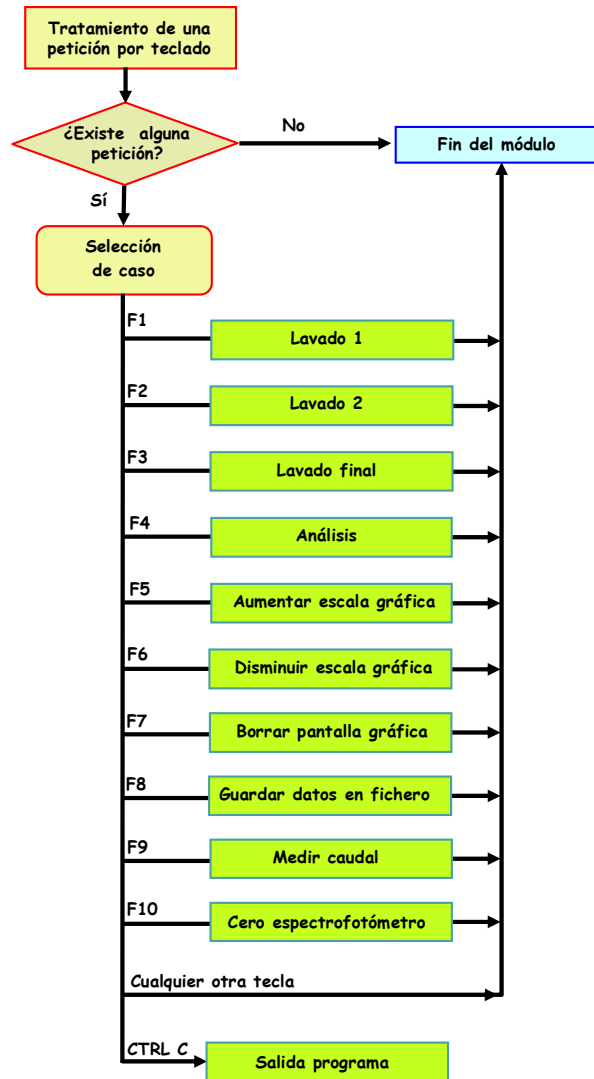 Tratamiento de una
petición por teclado
¿Existe alguna
petición?
No
Fin del módulo
Sí
Selección
de caso
F1
Lavado 1
F2
Lavado 2
F3
Lavado final
F4
Análisis
F5
Aumentar escala gráfica
F6
Disminuir escala gráfica
F7
Borrar pantalla gráfica
F8
Guardar datos en fichero
F9
Medir caudal
F10
Cero espectrofotómetro
Cualquier otra tecla
CTRL C
Salida programa